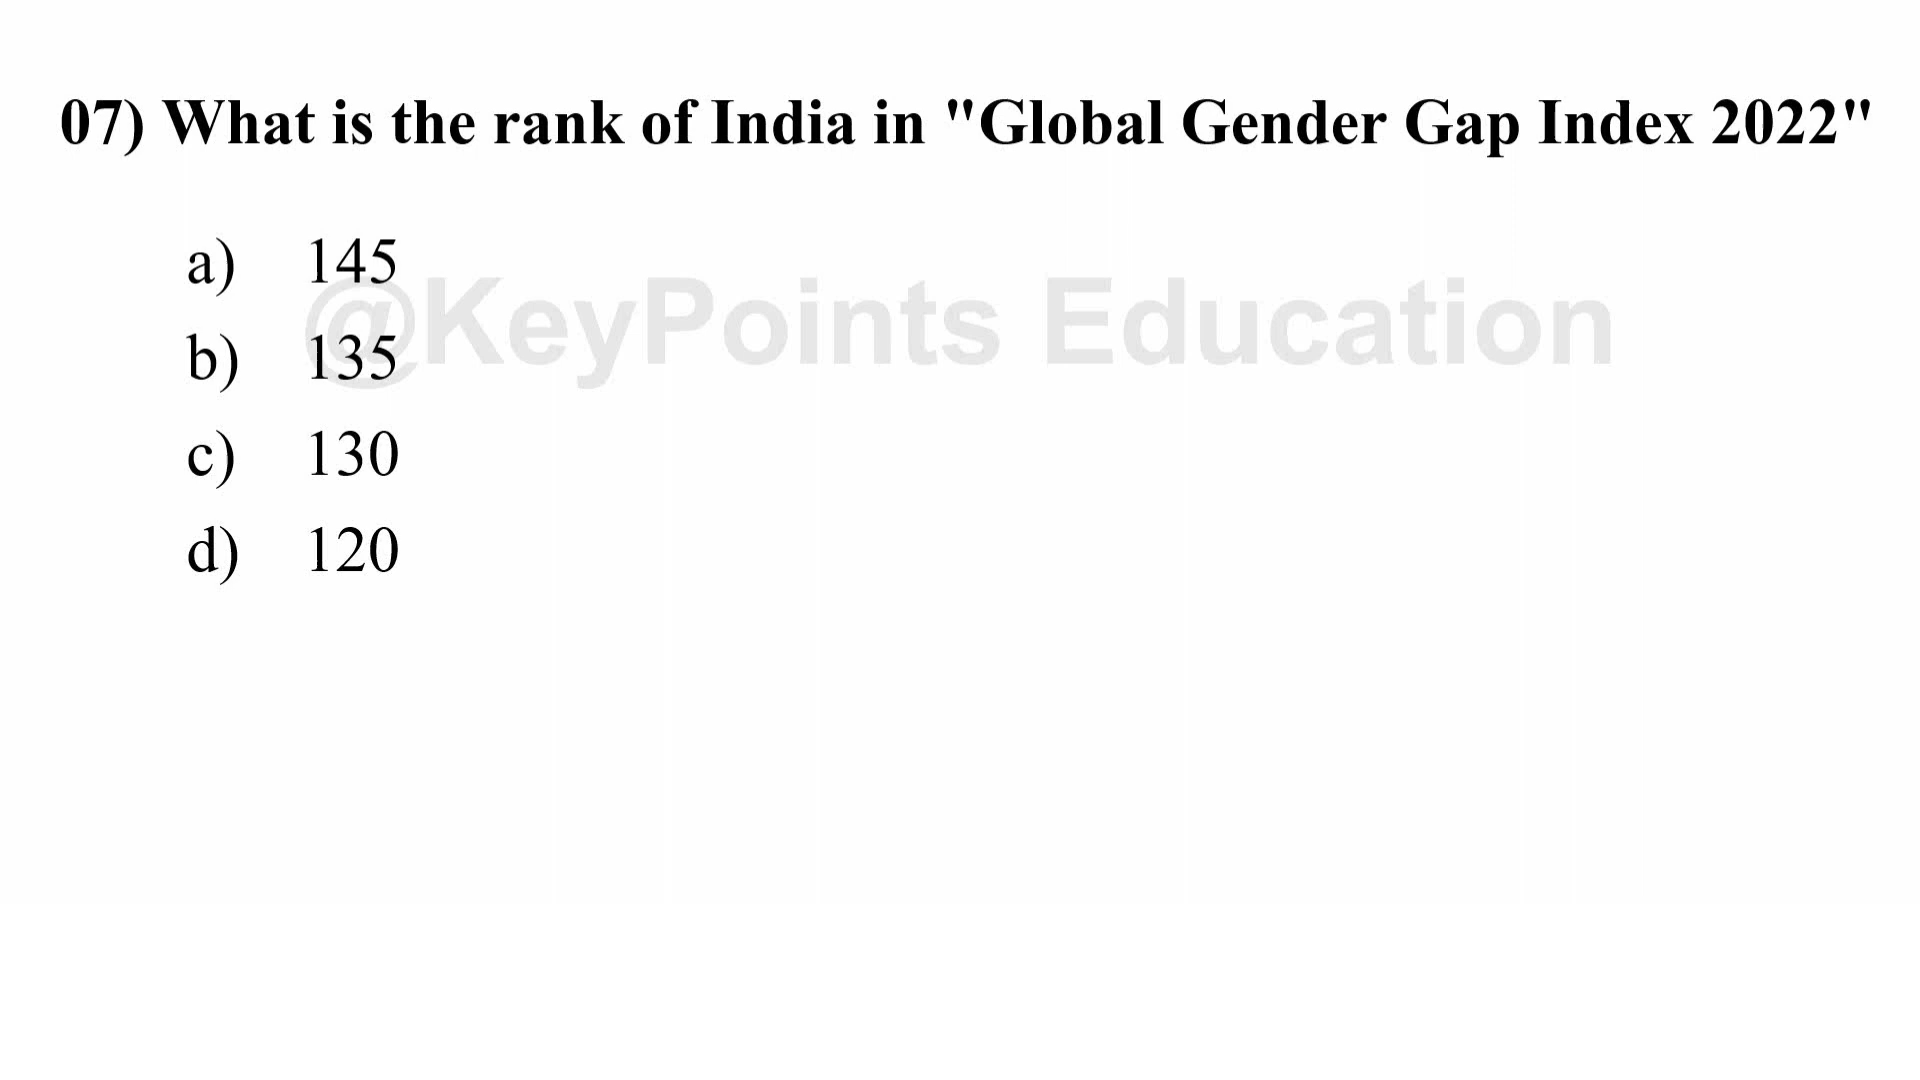 07) What is the rank of India in "Global Gender Gap Index 2022"
a) 145
@KeyPoints Education
b) 135
c) 130
d) 120